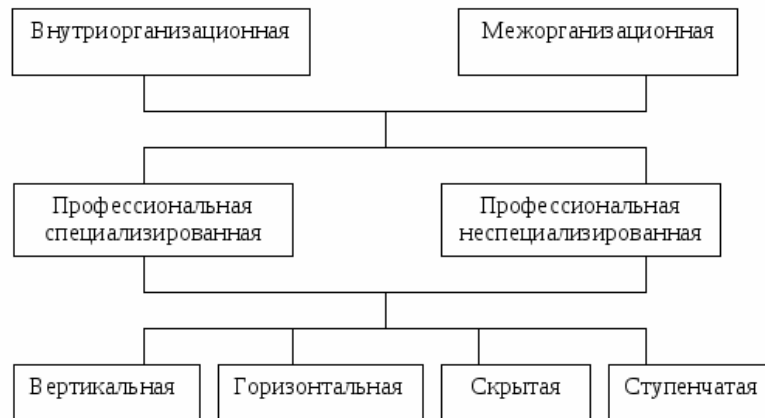 Внутриорганизационная
Межорганизационная
Профессиональная
специализированная
Профессиональная
неспециализированная
Вертикальная
Горизонтальная
Скрытая
Ступенчатая